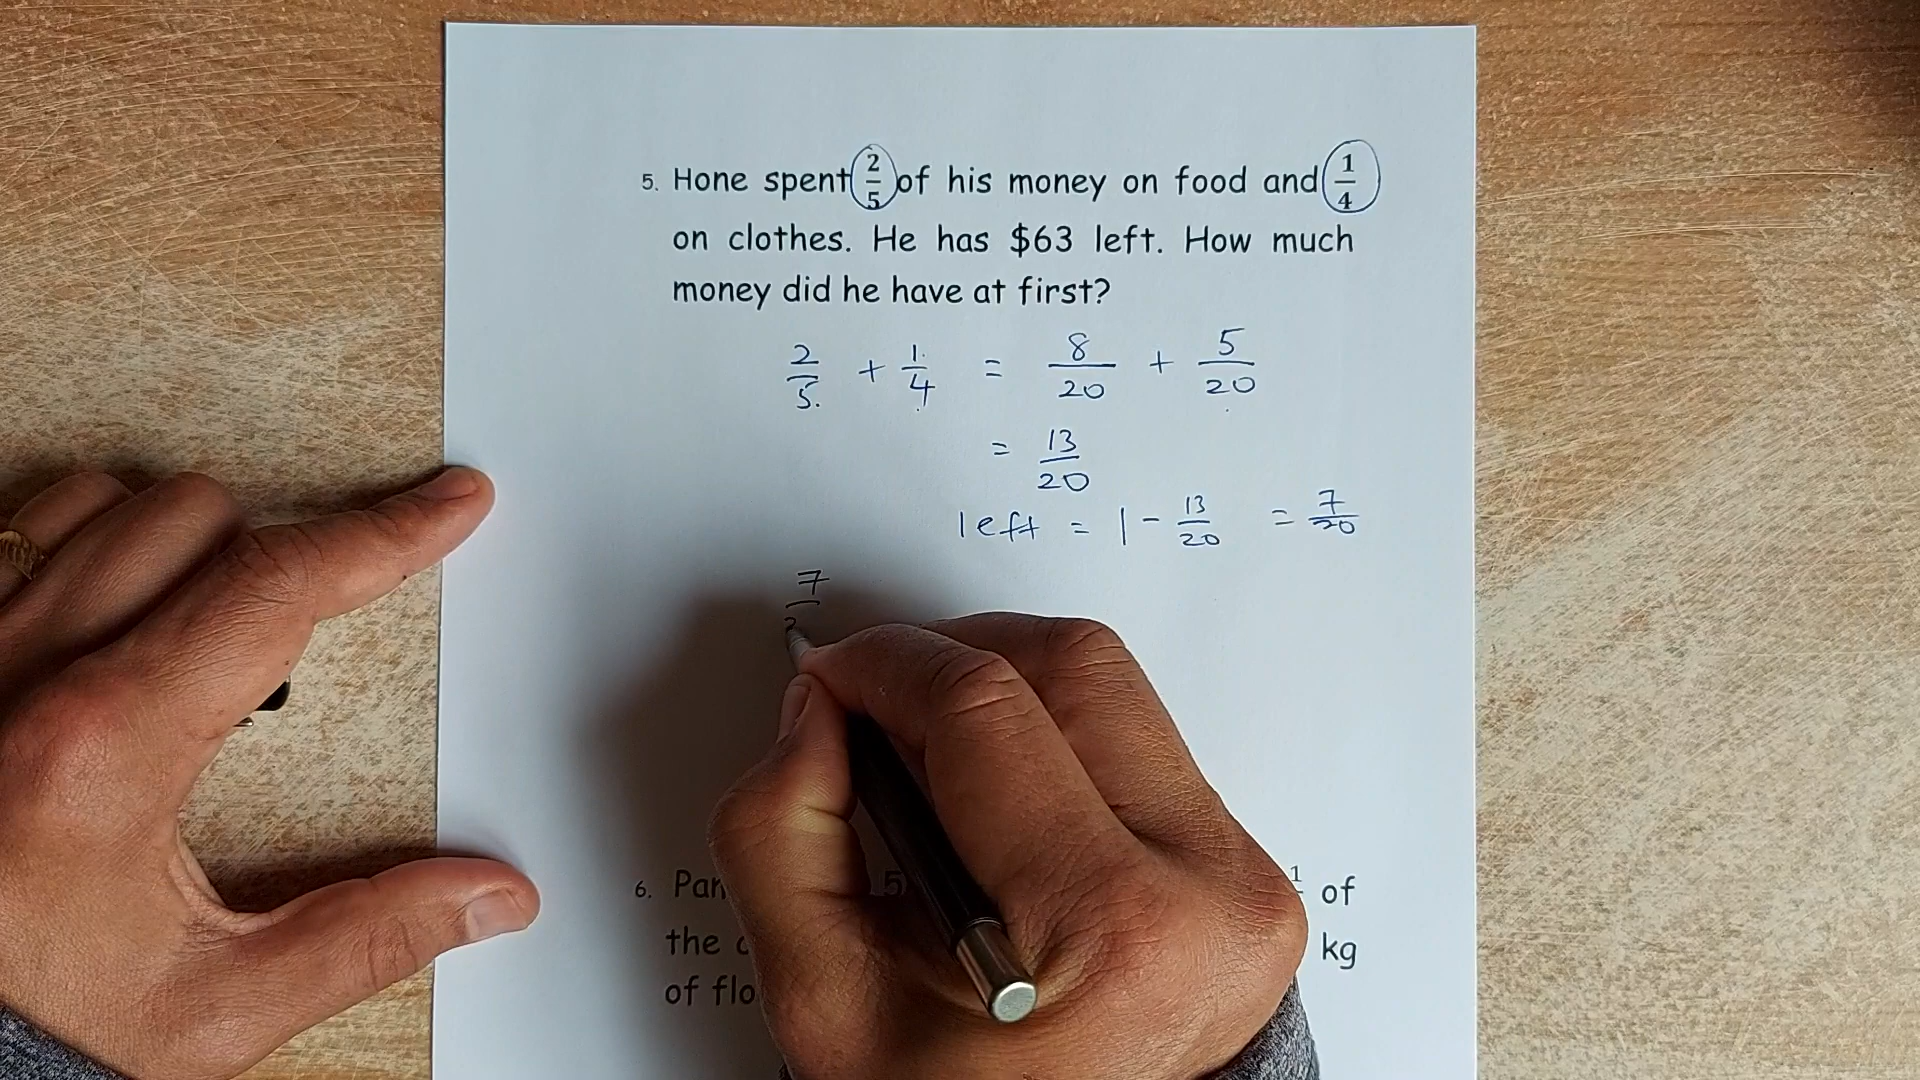 5. Hone spent 2/5 of his money on food and 1/4
on clothes. He has $63 left. How much
money did he have at first?
2/5 + 1/4 = 8/20 + 5/20
= 13/20
left = 1 - 13/20 = 7/20
7
6. 1 of
the kg
of